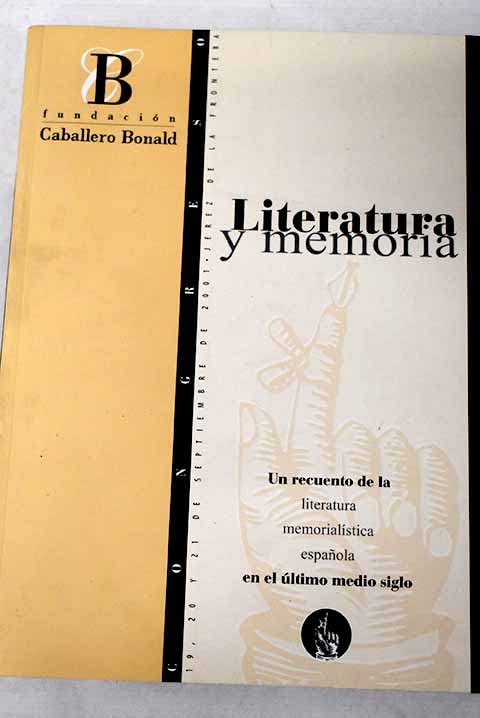 B
fundación
Caballero Bonald
CONGRESOS
19, 20 Y 21 DE SEPTIEMBRE DE 2001 · JEREZ DE LA FRONTERA
Literatura
y memoria
Un recuento de la
literatura
memorialística
española
en el último medio siglo